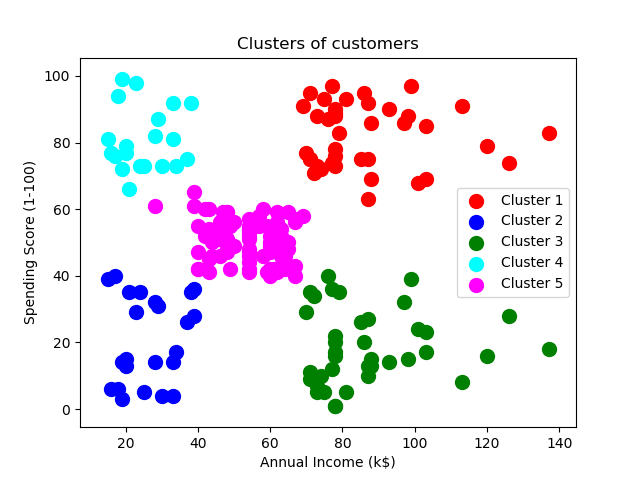 Clusters of customers
100
80
60
40
20
0
Spending Score (1-100)
Cluster 1
Cluster 2
Cluster 3
Cluster 4
Cluster 5
20 40 60 80 100 120 140
Annual Income (k$)